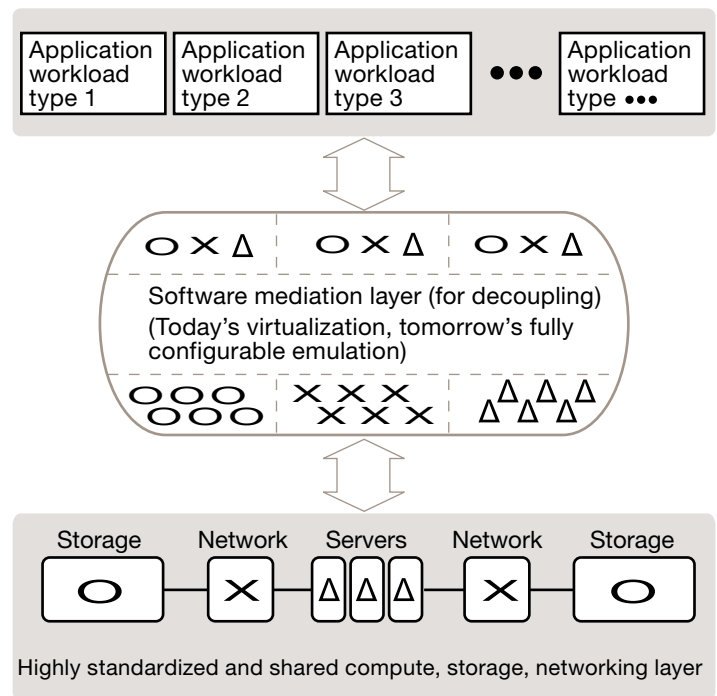 Application workload type 1
Application workload type 2
Application workload type 3
•••
Application workload type •••
O X Δ
O X Δ
O X Δ
Software mediation layer (for decoupling)
(Today's virtualization, tomorrow's fully
configurable emulation)
O O O
X X X
Δ Δ Δ
O O O
X X X
Δ Δ Δ
Storage
Network
Servers
Network
Storage
O
X
Δ
Δ
Δ
X
O
Highly standardized and shared compute, storage, networking layer